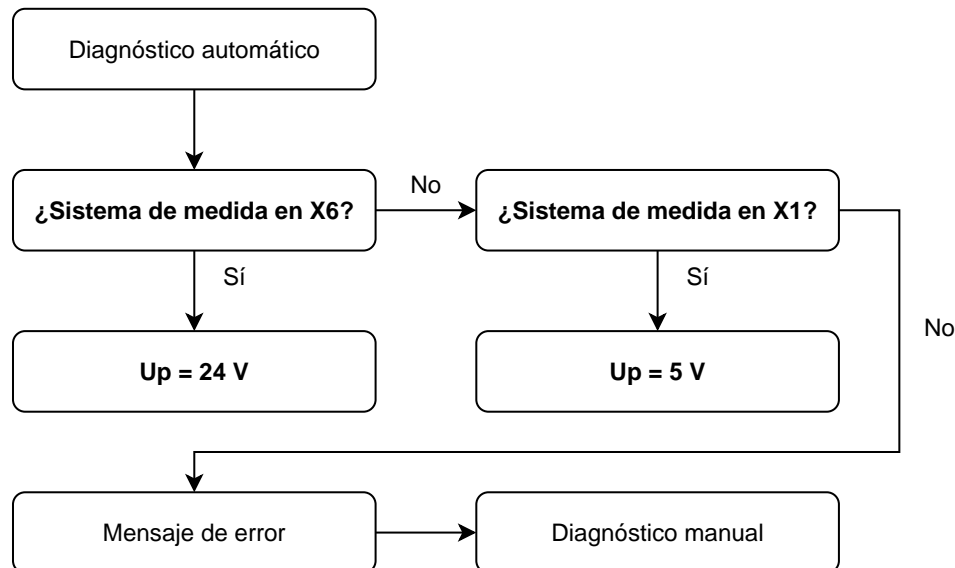 Diagnóstico automático
¿Sistema de medida en X6?
No
¿Sistema de medida en X1?
Sí
Sí
No
Up = 24 V
Up = 5 V
Mensaje de error
Diagnóstico manual